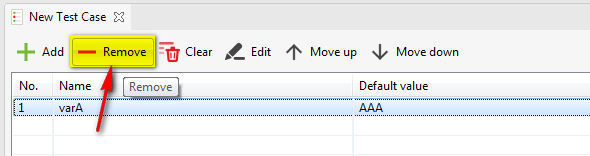 New Test Case
Add Remove Clear Edit Move up Move down
No. Name Default value
Remove
1 varA AAA